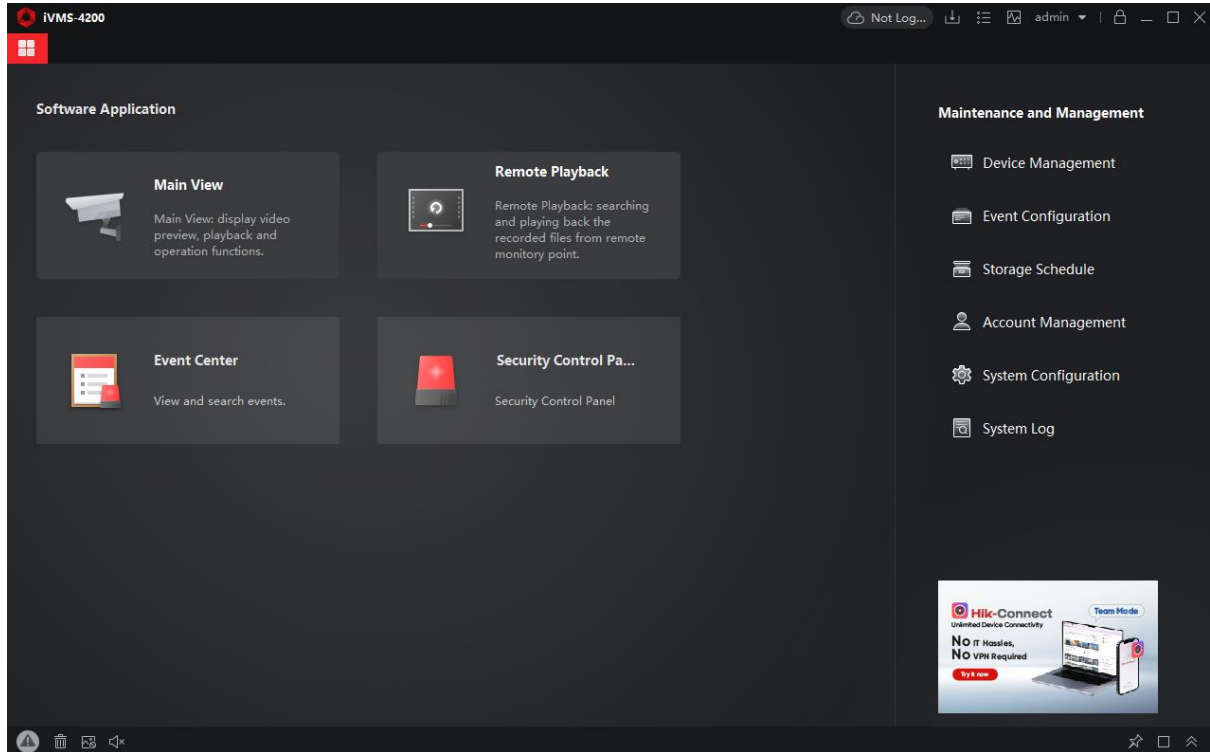 iVMS-4200
Not Log...
admin
Software Application
Main View
Main View: display video
preview, playback and
operation functions.
Remote Playback
Remote Playback: searching
and playing back the
recorded files from remote
monitory point.
Event Center
View and search events.
Security Control Pa...
Security Control Panel
Maintenance and Management
Device Management
Event Configuration
Storage Schedule
Account Management
System Configuration
System Log
Hik-Connect
Team Mode
Unlimited Device Connectivity
No IT Hassles,
No VPN Required
Try it now